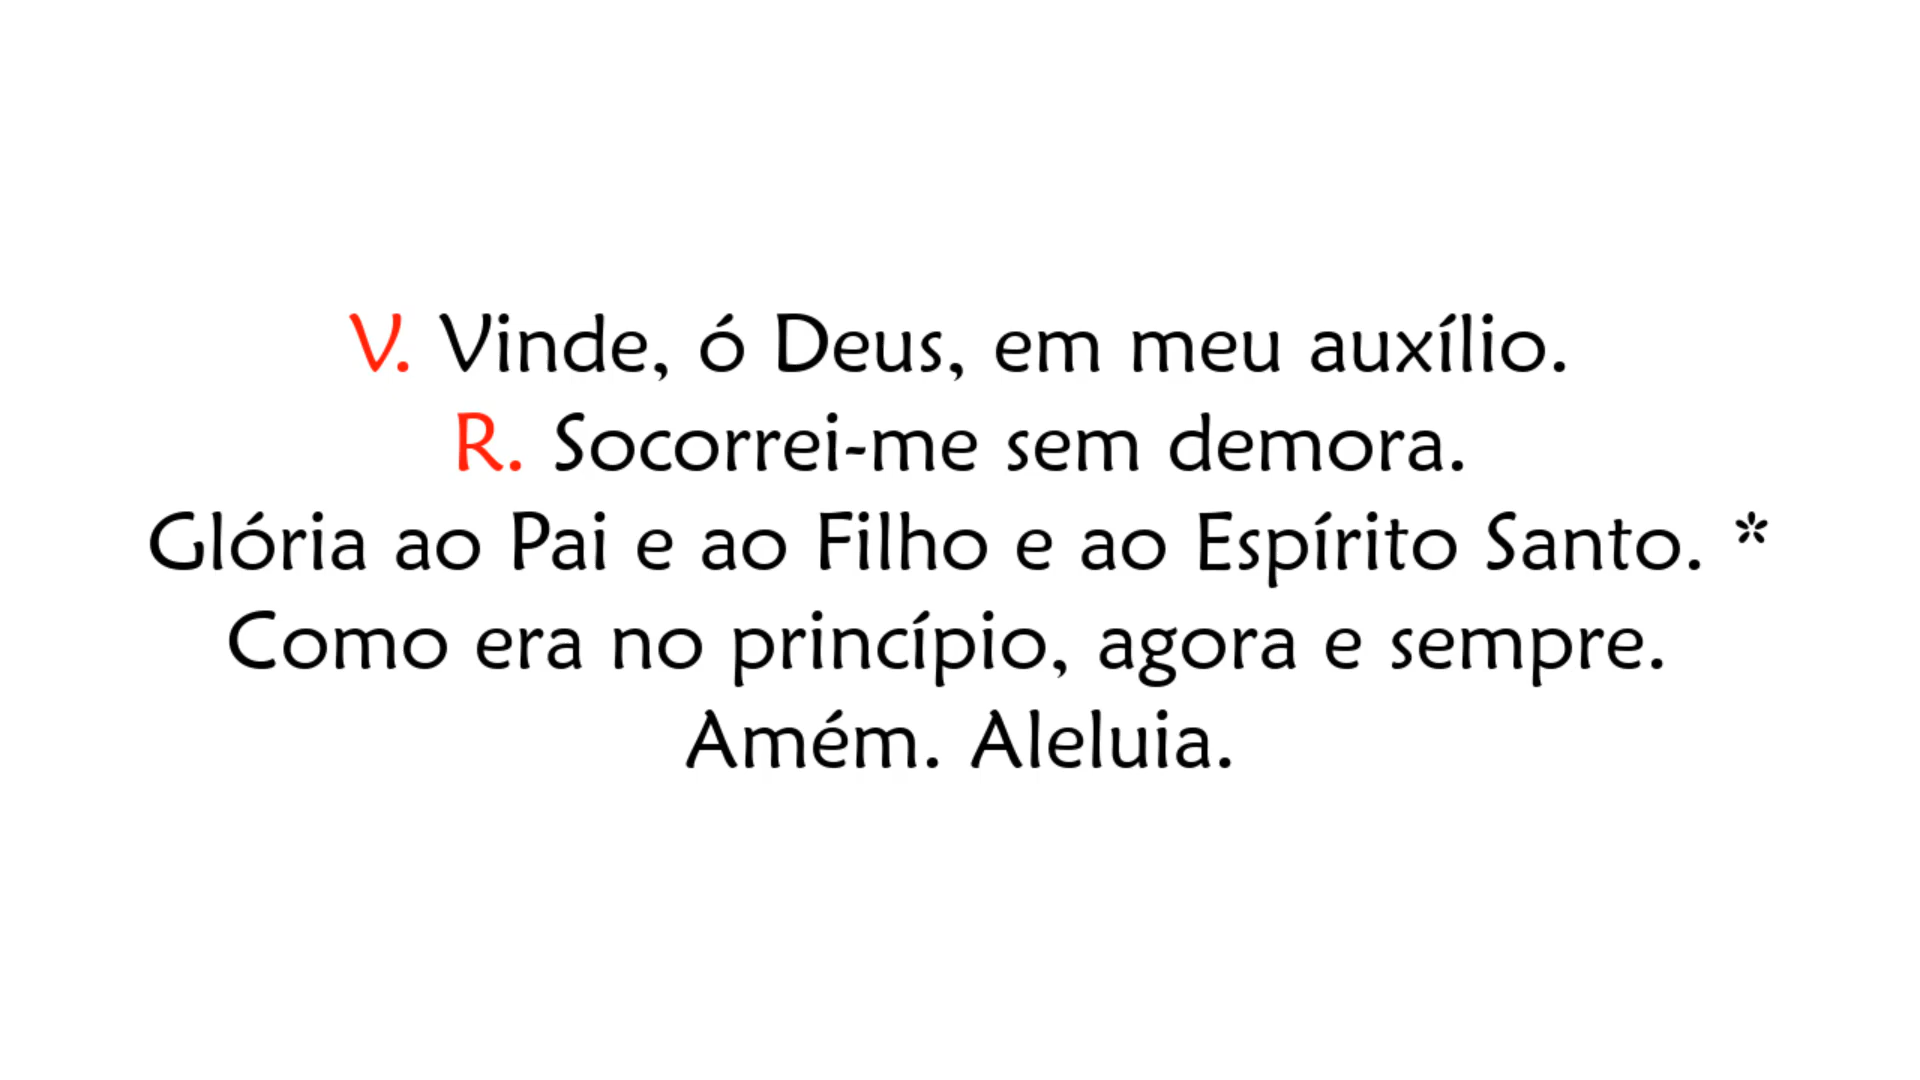 V. Vinde, ó Deus, em meu auxílio.
R. Socorrei-me sem demora.
Glória ao Pai e ao Filho e ao Espírito Santo. *
Como era no princípio, agora e sempre.
Amém. Aleluia.